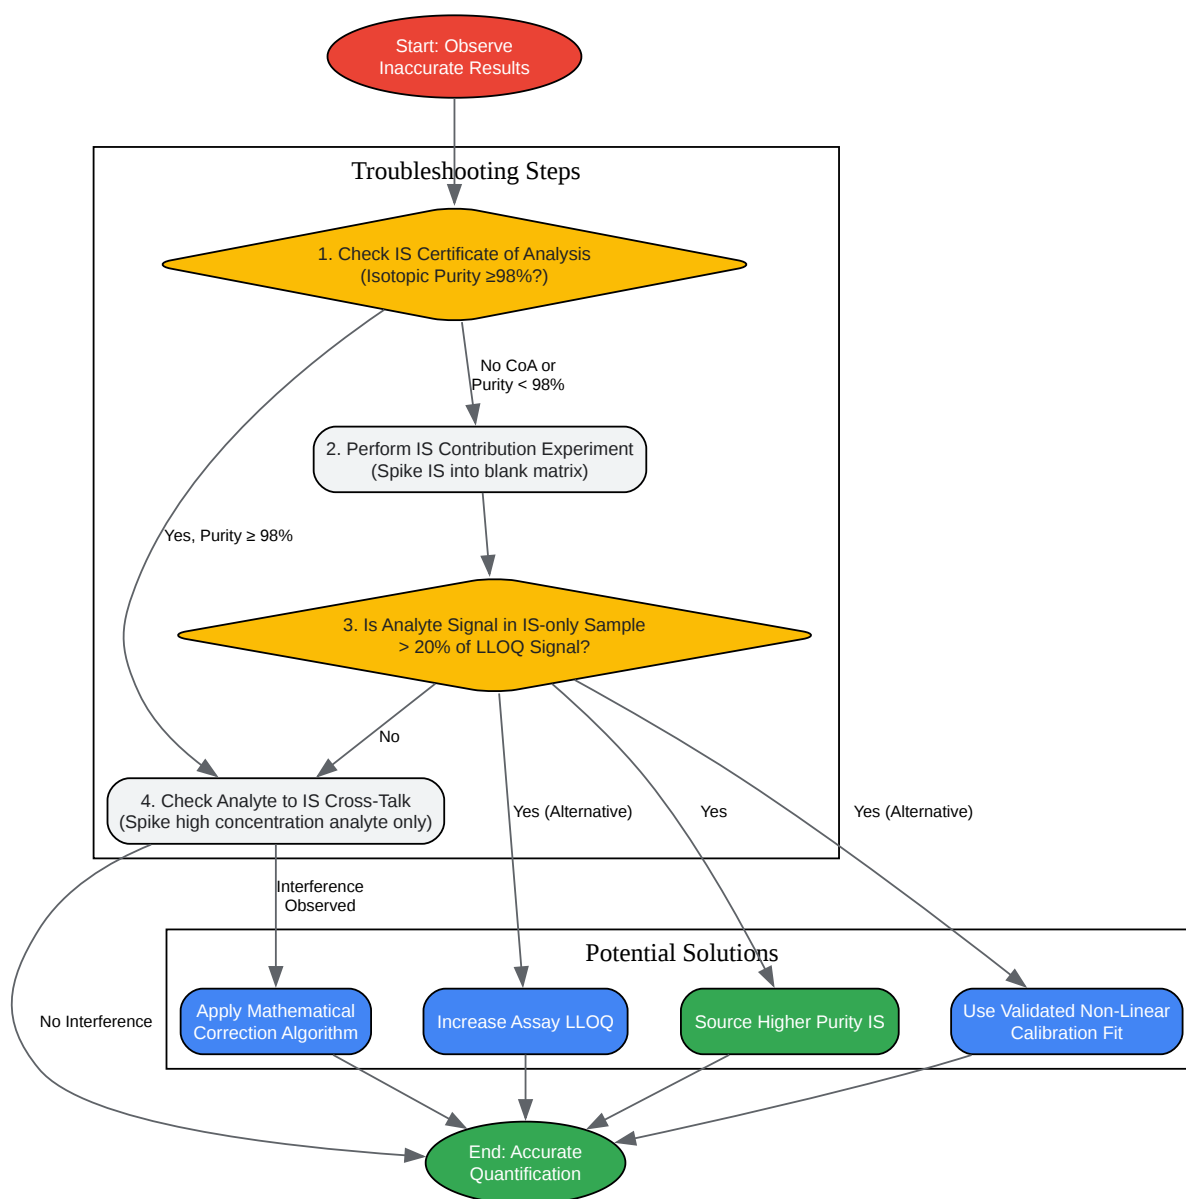 Start: Observe
Inaccurate Results
Troubleshooting Steps
1. Check IS Certificate of Analysis
(Isotopic Purity ≥98%?)
No CoA or
Purity < 98%
2. Perform IS Contribution Experiment
(Spike IS into blank matrix)
Yes, Purity ≥ 98%
3. Is Analyte Signal in IS-only Sample
> 20% of LLOQ Signal?
No
4. Check Analyte to IS Cross-Talk
(Spike high concentration analyte only)
Yes (Alternative)
Yes
Yes (Alternative)
Interference
Observed
Potential Solutions
Apply Mathematical
Correction Algorithm
Increase Assay LLOQ
Source Higher Purity IS
Use Validated Non-Linear
Calibration Fit
No Interference
End: Accurate
Quantification